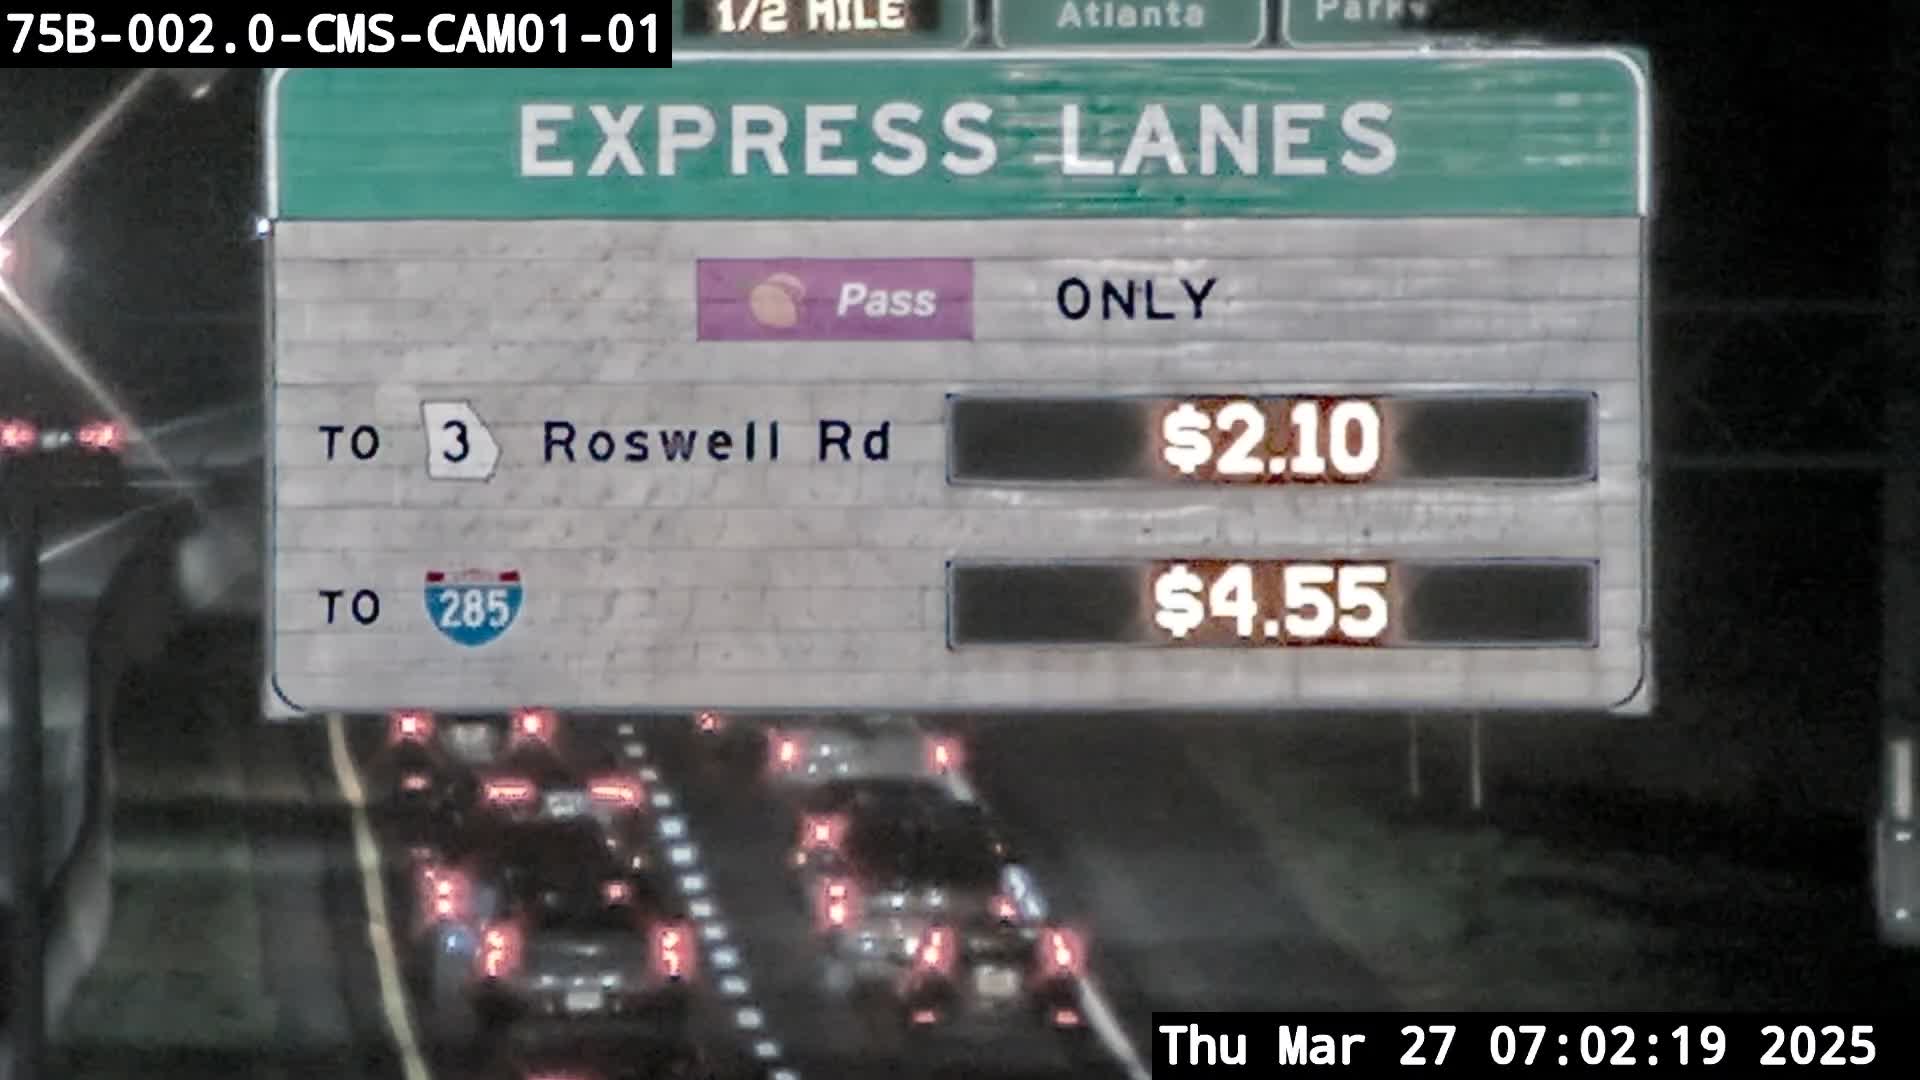 75B-002.0-CMS-CAM01-01
1/2 MILE
Atlanta
EXPRESS LANES
Pass ONLY
TO 3 Roswell Rd $2.10
TO 285 $4.55
Thu Mar 27 07:02:19 2025